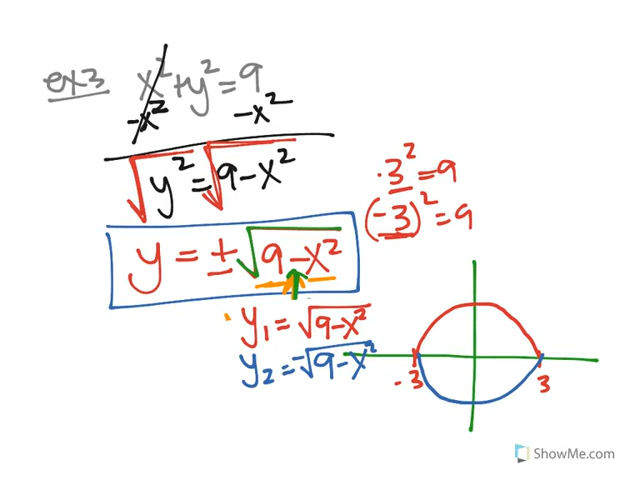 ex3 x² + y² = 9
-x² -x²
√y² = √9-x²
·3² = 9
(-3)² = 9
y = ± √9-x²
y₁ = √9-x²
y₂ = -√9-x²
-3 3
ShowMe.com